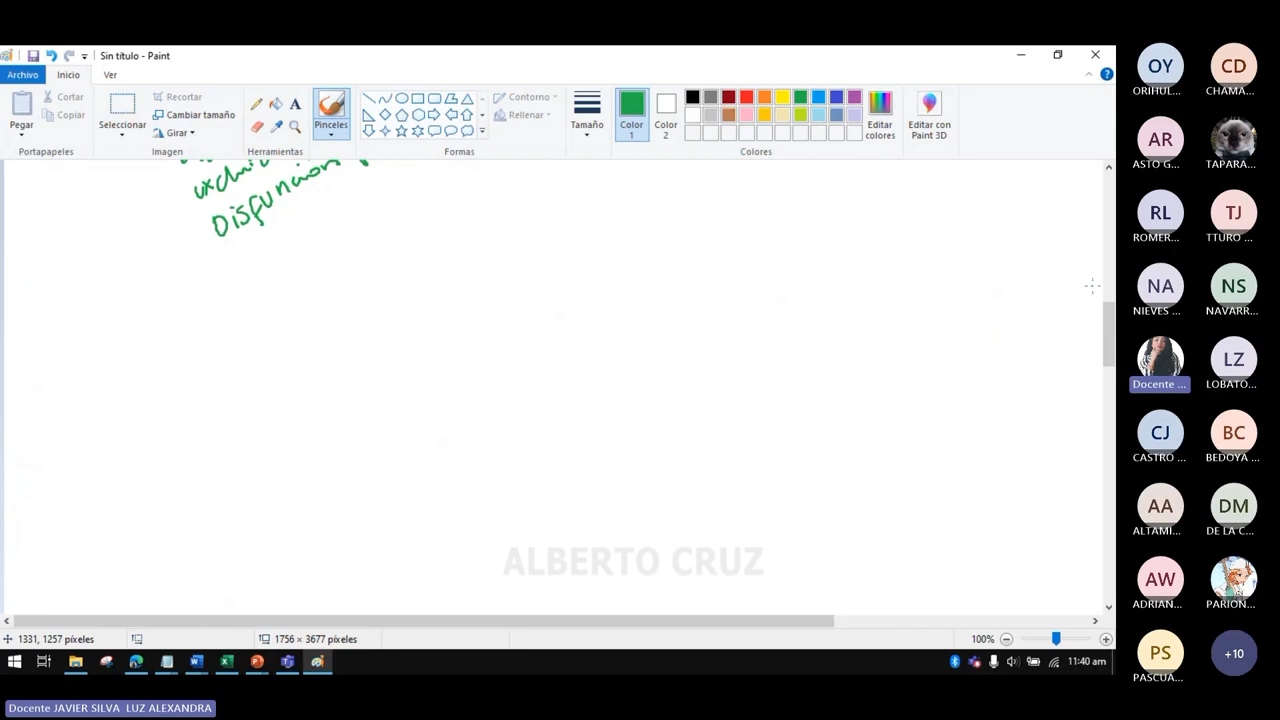 Sin título - Paint
Archivo Inicio Ver
Pegar
Cortar
Copiar
Portapapeles
Seleccionar
Recortar
Cambiar tamaño
Girar
Imagen
Herramientas
Pinceles
Contorno
Rellenar
Formas
Tamaño
Color 1
Color 2
Editar colores
Editar con Paint 3D
Colores
Disfunción
ALBERTO CRUZ
1331, 1257 píxeles
1756 × 3677 píxeles
100%
11:40 am
OY CD
ORIHUL... CHAMA...
AR
ASTO G... TAPARA...
RL TJ
ROMER... TTURO ...
NA NS
NIEVES ... NAVARR...
LZ
Docente ... LOBATO...
CJ BC
CASTRO ... BEDOYA ...
AA DM
ALTAMI... DE LA C...
AW
ADRIAN... PARION...
PS +10
PASCUA...
Docente JAVIER SILVA LUZ ALEXANDRA